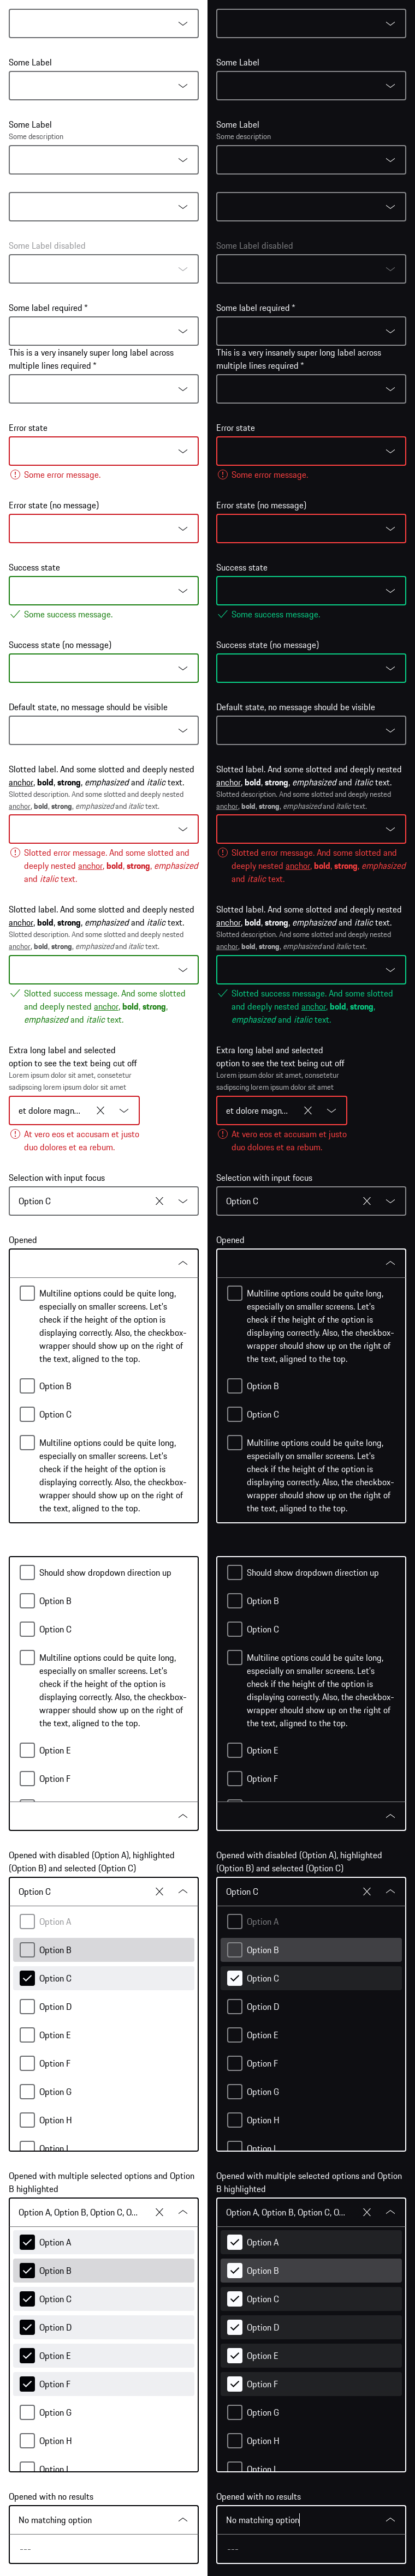 Some Label
Some Label
Some description
Some Label disabled
Some label required *
This is a very insanely super long label across
multiple lines required *
Error state
Some error message.
Error state (no message)
Success state
Some success message.
Success state (no message)
Default state, no message should be visible
Slotted label. And some slotted and deeply nested
anchor, bold, strong, emphasized and italic text.
Slotted description. And some slotted and deeply nested
anchor, bold, strong, emphasized and italic text.
Slotted error message. And some slotted and
deeply nested anchor, bold, strong, emphasized
and italic text.
Slotted label. And some slotted and deeply nested
anchor, bold, strong, emphasized and italic text.
Slotted description. And some slotted and deeply nested
anchor, bold, strong, emphasized and italic text.
Slotted success message. And some slotted
and deeply nested anchor, bold, strong,
emphasized and italic text.
Extra long label and selected
option to see the text being cut off
Lorem ipsum dolor sit amet, consetetur
sadipscing lorem ipsum dolor sit amet
et dolore magn...
At vero eos et accusam et justo
duo dolores et ea rebum.
Selection with input focus
Option C
Opened
Multiline options could be quite long,
especially on smaller screens. Let's
check if the height of the option is
displaying correctly. Also, the checkbox-
wrapper should show up on the right of
the text, aligned to the top.
Option B
Option C
Multiline options could be quite long,
especially on smaller screens. Let's
check if the height of the option is
displaying correctly. Also, the checkbox-
wrapper should show up on the right of
the text, aligned to the top.
Should show dropdown direction up
Option B
Option C
Multiline options could be quite long,
especially on smaller screens. Let's
check if the height of the option is
displaying correctly. Also, the checkbox-
wrapper should show up on the right of
the text, aligned to the top.
Option E
Option F
Opened with disabled (Option A), highlighted
(Option B) and selected (Option C)
Option C
Option A
Option B
Option C
Option D
Option E
Option F
Option G
Option H
Option I
Opened with multiple selected options and Option
B highlighted
Option A, Option B, Option C, O...
Option A
Option B
Option C
Option D
Option E
Option F
Option G
Option H
Option I
Opened with no results
No matching option
---
Some Label
Some Label
Some description
Some Label disabled
Some label required *
This is a very insanely super long label across
multiple lines required *
Error state
Some error message.
Error state (no message)
Success state
Some success message.
Success state (no message)
Default state, no message should be visible
Slotted label. And some slotted and deeply nested
anchor, bold, strong, emphasized and italic text.
Slotted description. And some slotted and deeply nested
anchor, bold, strong, emphasized and italic text.
Slotted error message. And some slotted and
deeply nested anchor, bold, strong, emphasized
and italic text.
Slotted label. And some slotted and deeply nested
anchor, bold, strong, emphasized and italic text.
Slotted description. And some slotted and deeply nested
anchor, bold, strong, emphasized and italic text.
Slotted success message. And some slotted
and deeply nested anchor, bold, strong,
emphasized and italic text.
Extra long label and selected
option to see the text being cut off
Lorem ipsum dolor sit amet, consetetur
sadipscing lorem ipsum dolor sit amet
et dolore magn...
At vero eos et accusam et justo
duo dolores et ea rebum.
Selection with input focus
Option C
Opened
Multiline options could be quite long,
especially on smaller screens. Let's
check if the height of the option is
displaying correctly. Also, the checkbox-
wrapper should show up on the right of
the text, aligned to the top.
Option B
Option C
Multiline options could be quite long,
especially on smaller screens. Let's
check if the height of the option is
displaying correctly. Also, the checkbox-
wrapper should show up on the right of
the text, aligned to the top.
Should show dropdown direction up
Option B
Option C
Multiline options could be quite long,
especially on smaller screens. Let's
check if the height of the option is
displaying correctly. Also, the checkbox-
wrapper should show up on the right of
the text, aligned to the top.
Option E
Option F
Opened with disabled (Option A), highlighted
(Option B) and selected (Option C)
Option C
Option A
Option B
Option C
Option D
Option E
Option F
Option G
Option H
Option I
Opened with multiple selected options and Option
B highlighted
Option A, Option B, Option C, O...
Option A
Option B
Option C
Option D
Option E
Option F
Option G
Option H
Option I
Opened with no results
No matching option
---